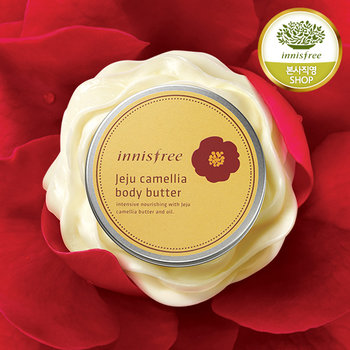 innisfree
본사직영
SHOP
innisfree
Jeju camellia
body butter
intensive nourishing with Jeju
camellia butter and oil.